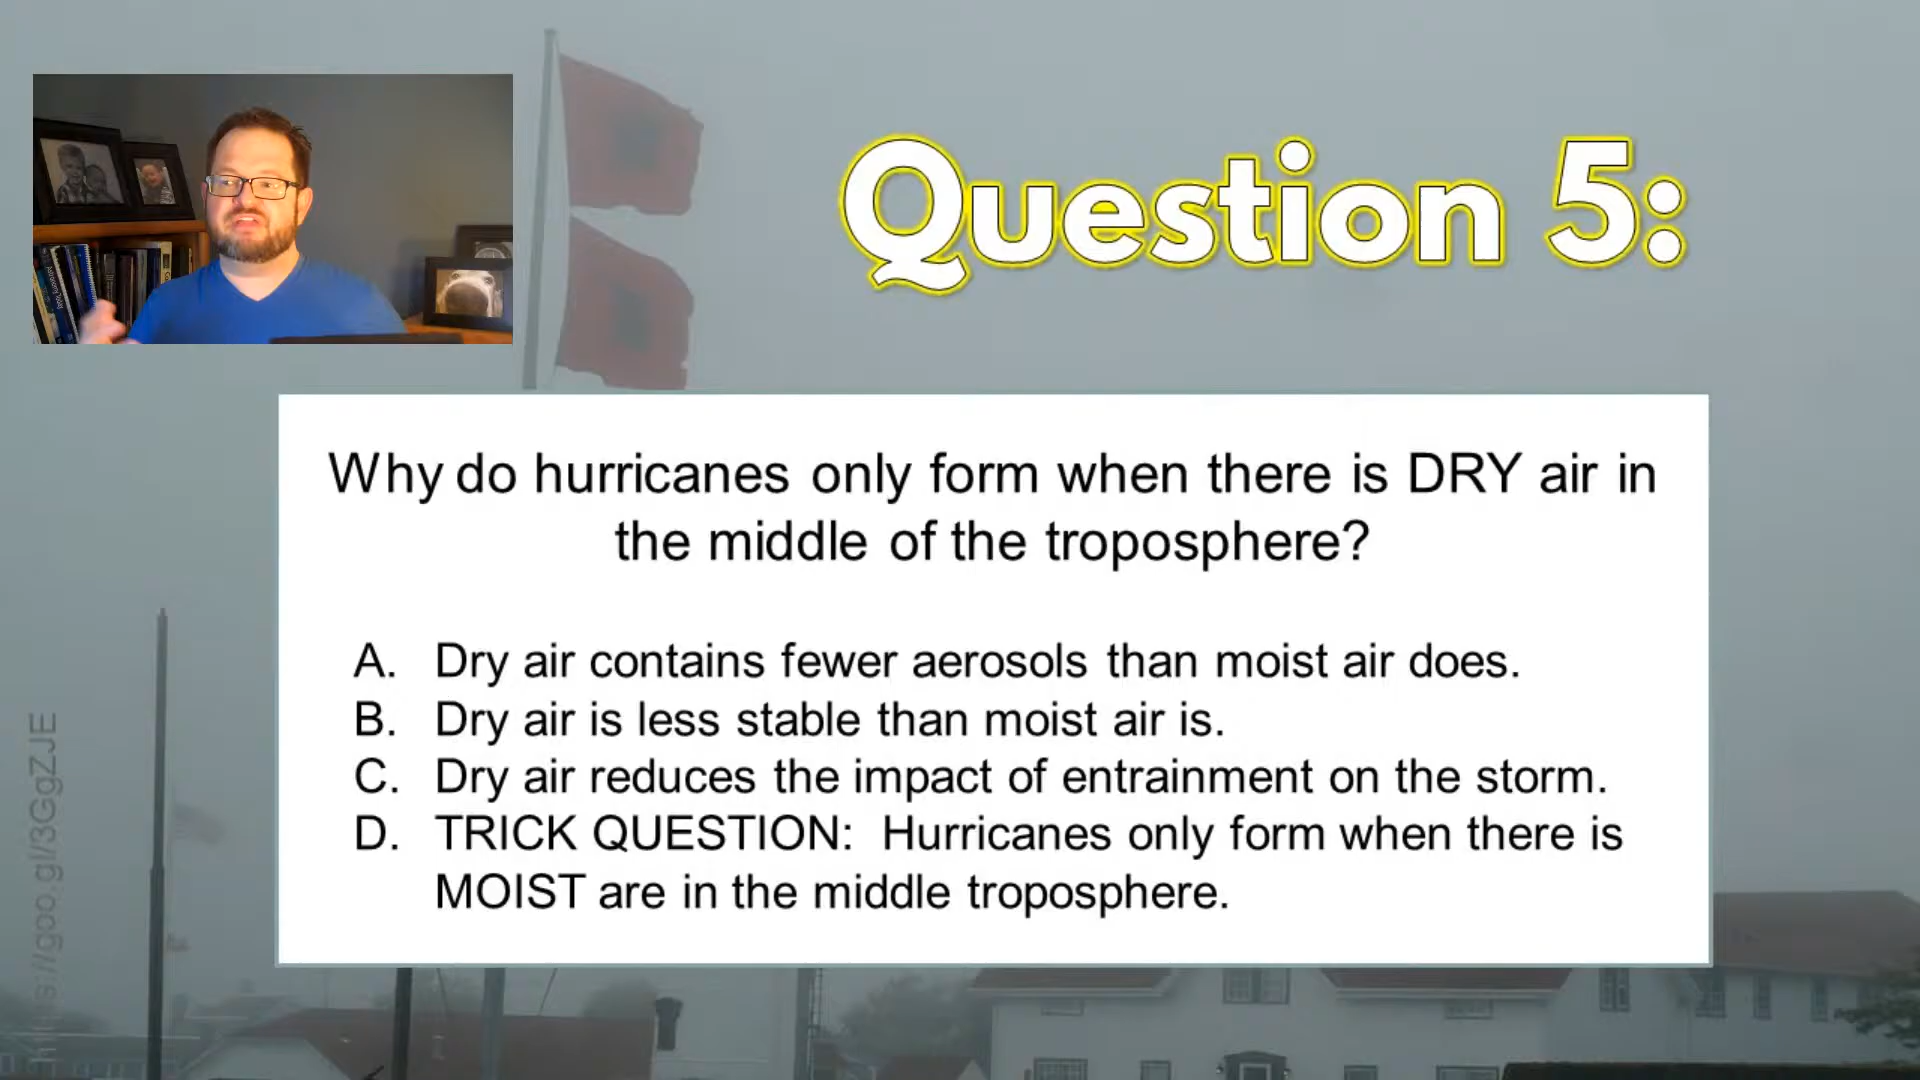 Question 5:
Why do hurricanes only form when there is DRY air in
the middle of the troposphere?
A. Dry air contains fewer aerosols than moist air does.
B. Dry air is less stable than moist air is.
C. Dry air reduces the impact of entrainment on the storm.
D. TRICK QUESTION: Hurricanes only form when there is
MOIST are in the middle troposphere.
https://goo.gl/3GgZJE